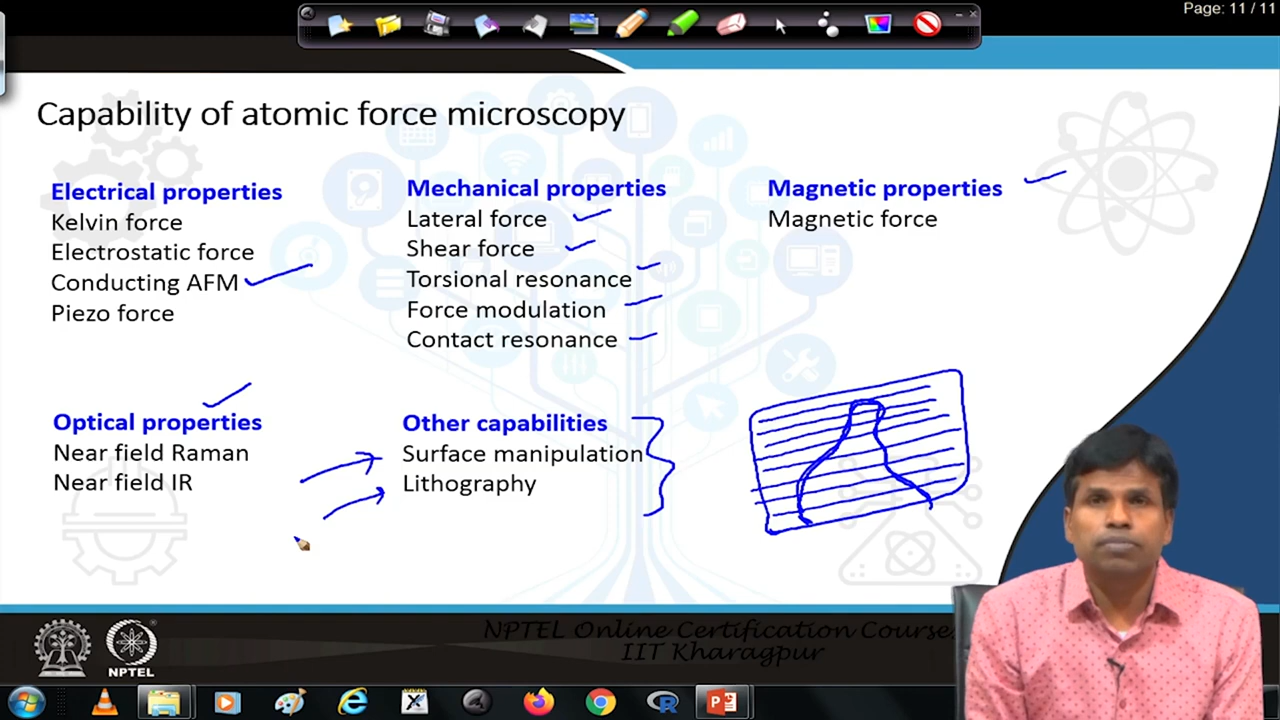 Page: 11 / 11
Capability of atomic force microscopy
Electrical properties
Kelvin force
Electrostatic force
Conducting AFM
Piezo force
Mechanical properties
Lateral force
Shear force
Torsional resonance
Force modulation
Contact resonance
Magnetic properties
Magnetic force
Optical properties
Near field Raman
Near field IR
Other capabilities
Surface manipulation
Lithography
NPTEL
NPTEL Online Certification Courses
IIT Kharagpur